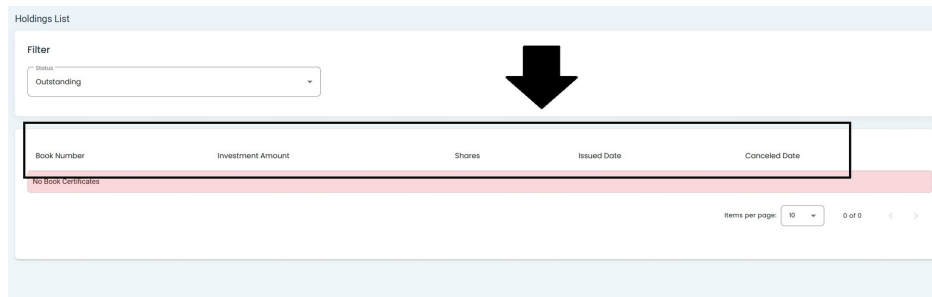 Holdings List
Filter
Status
Outstanding
Book Number Investment Amount Shares Issued Date Canceled Date
No Book Certificates
Items per page: 10 0 of 0